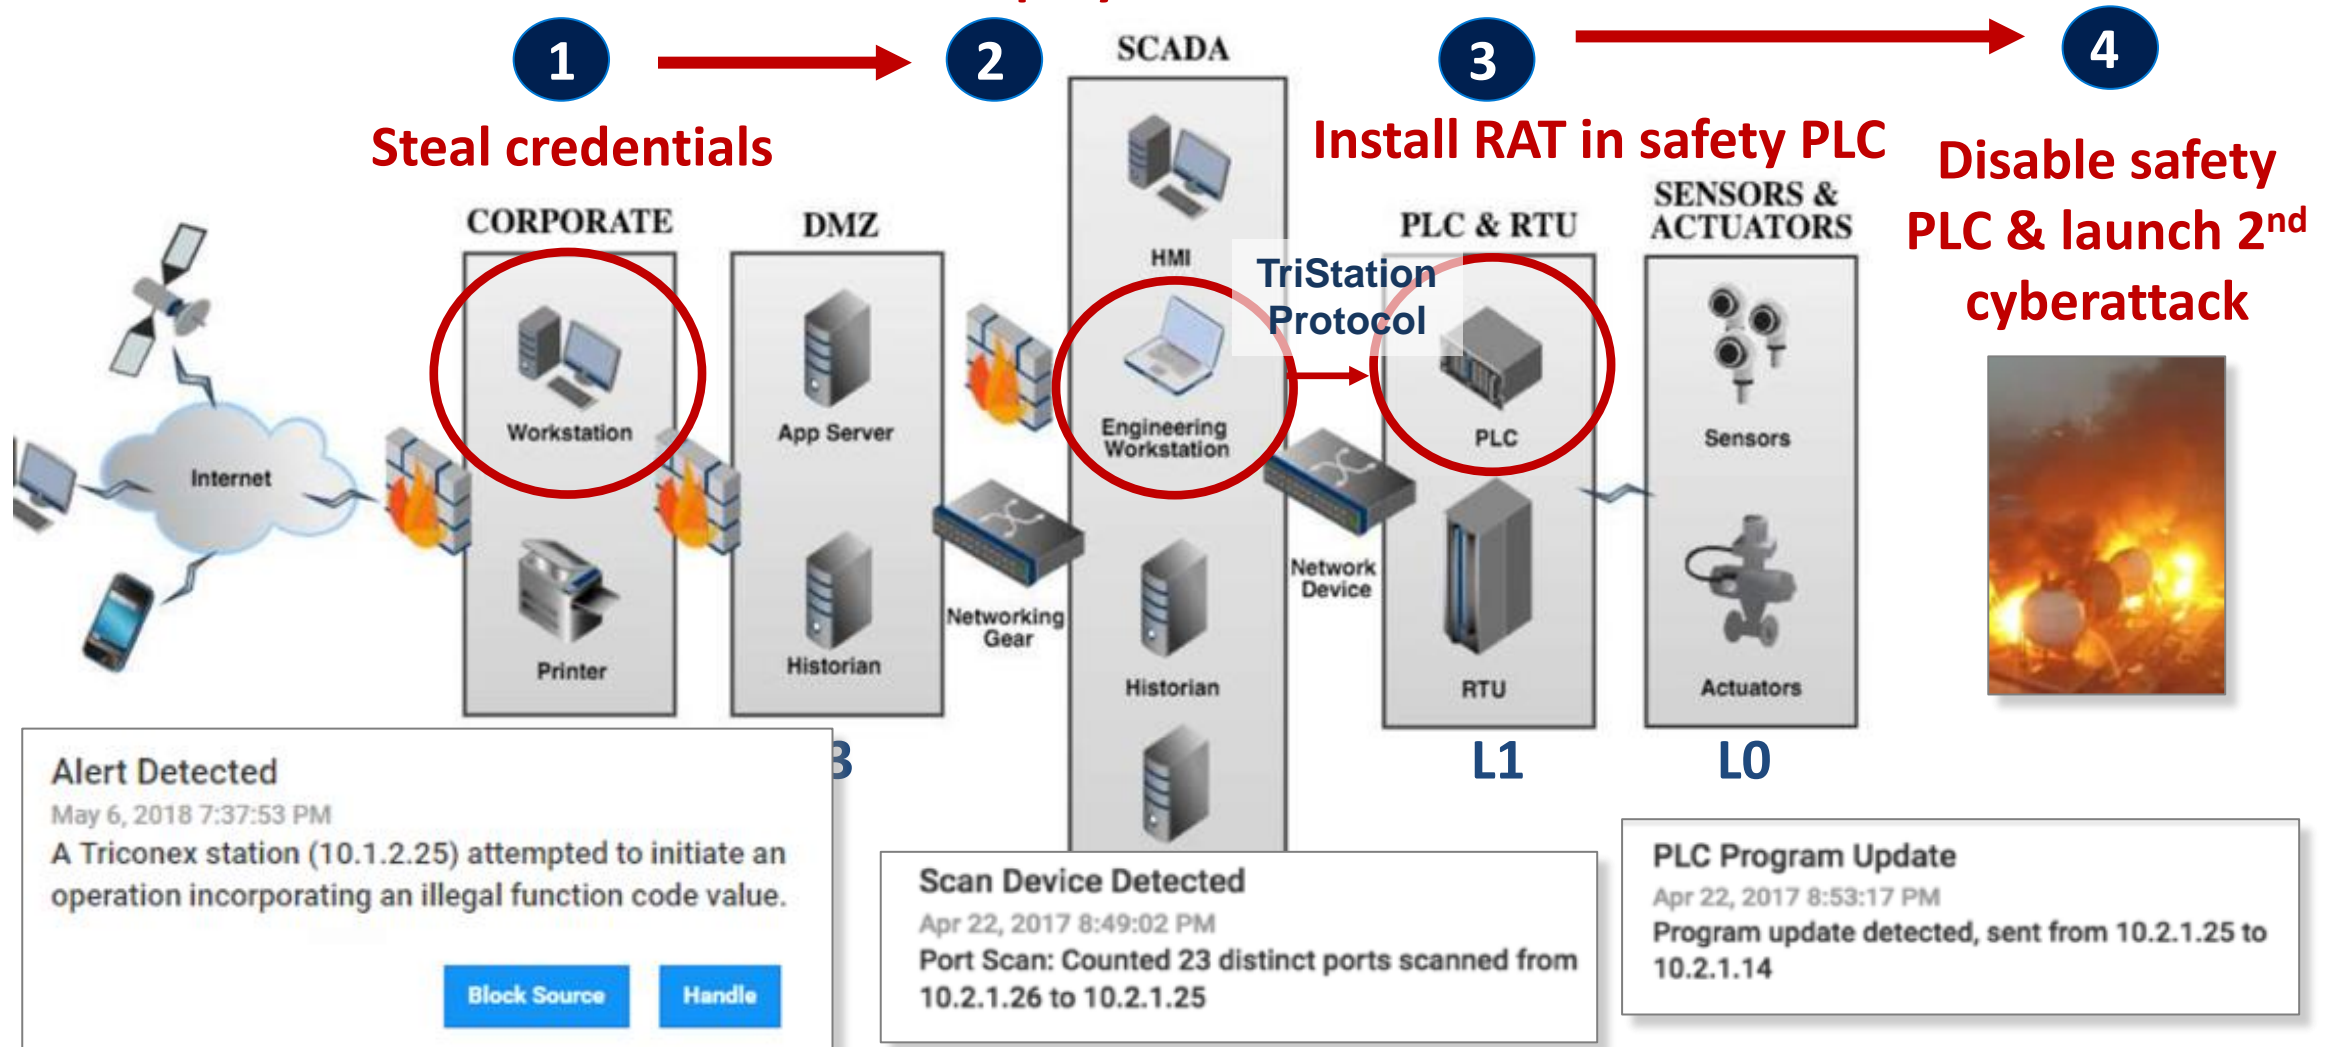 1
2
3
4
SCADA
Steal credentials
Install RAT in safety PLC
Disable safety
PLC & launch 2nd
cyberattack
CORPORATE
DMZ
PLC & RTU
SENSORS &
ACTUATORS
HMI
TriStation
Protocol
Workstation
App Server
Engineering
Workstation
PLC
Sensors
Internet
Network
Device
Networking
Gear
Printer
Historian
Historian
RTU
Actuators
3
L1
L0
Alert Detected
May 6, 2018 7:37:53 PM
A Triconex station (10.1.2.25) attempted to initiate an
operation incorporating an illegal function code value.
Block Source
Handle
Scan Device Detected
Apr 22, 2017 8:49:02 PM
Port Scan: Counted 23 distinct ports scanned from
10.2.1.26 to 10.2.1.25
PLC Program Update
Apr 22, 2017 8:53:17 PM
Program update detected, sent from 10.2.1.25 to
10.2.1.14